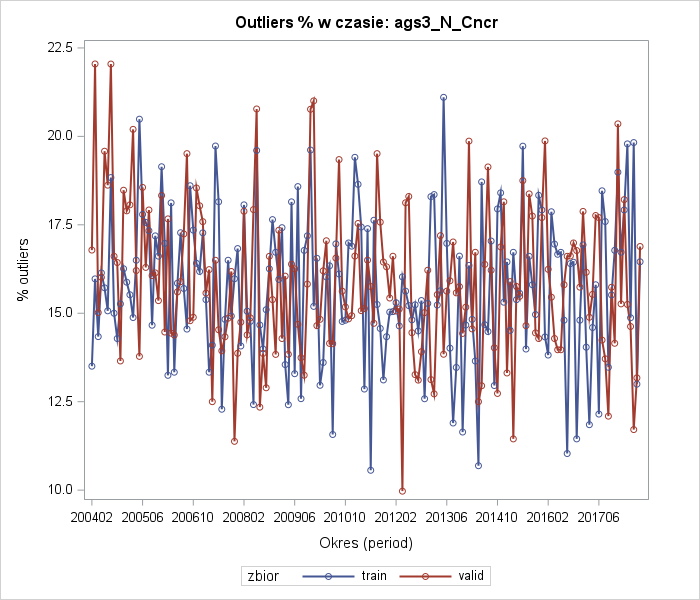 Outliers % w czasie: ags3_N_Cncr
22.5
20.0
17.5
15.0
12.5
10.0
% outliers
200402 200506 200610 200802 200906 201010 201202 201306 201410 201602 201706
Okres (period)
zbior train valid